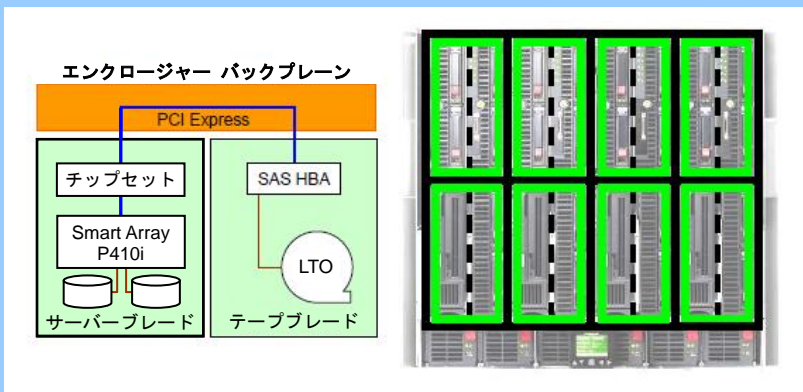 エンクロージャー バックプレーン
PCI Express
チップセット
SAS HBA
Smart Array
P410i
LTO
サーバーブレード
テープブレード